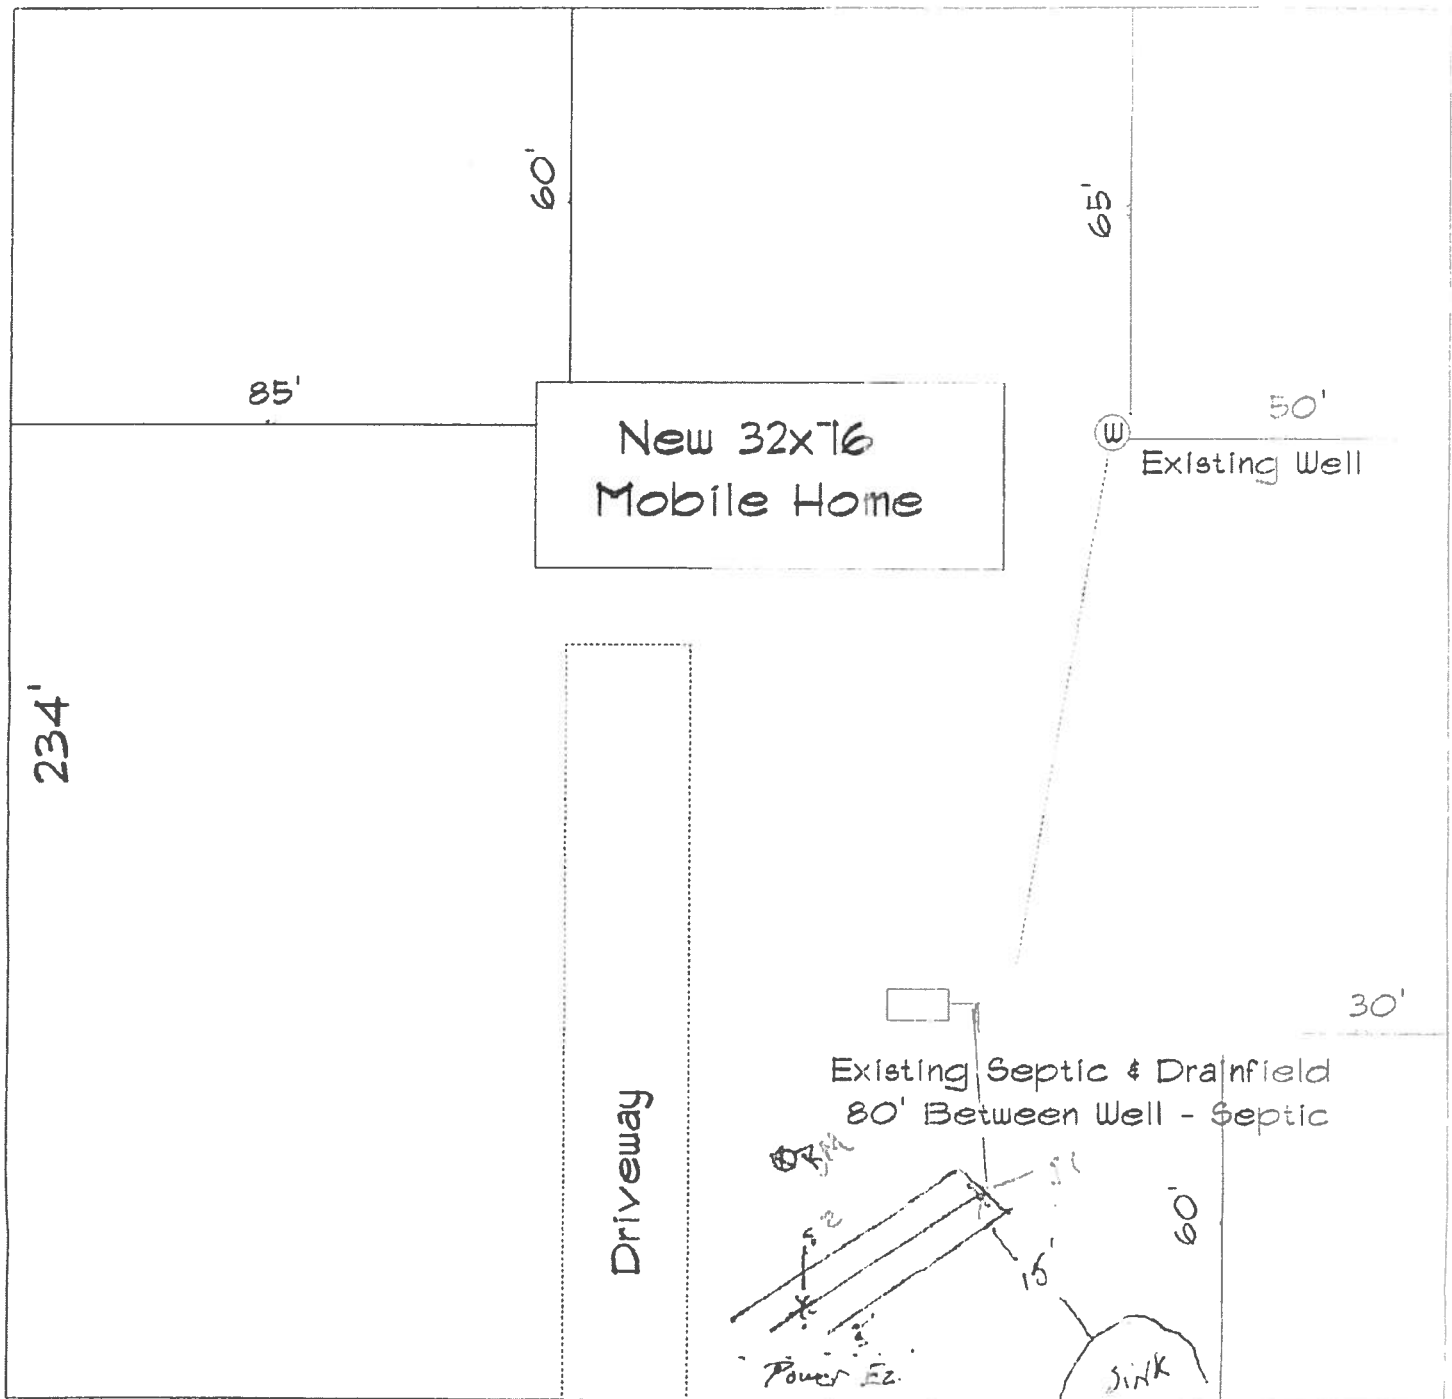 60'
65'
85'
New 32x76
Mobile Home
50'
W
Existing Well
234'
30'
Existing Septic & Drainfield
80' Between Well - Septic
Driveway
60'
15'
Power Ez.
Sink